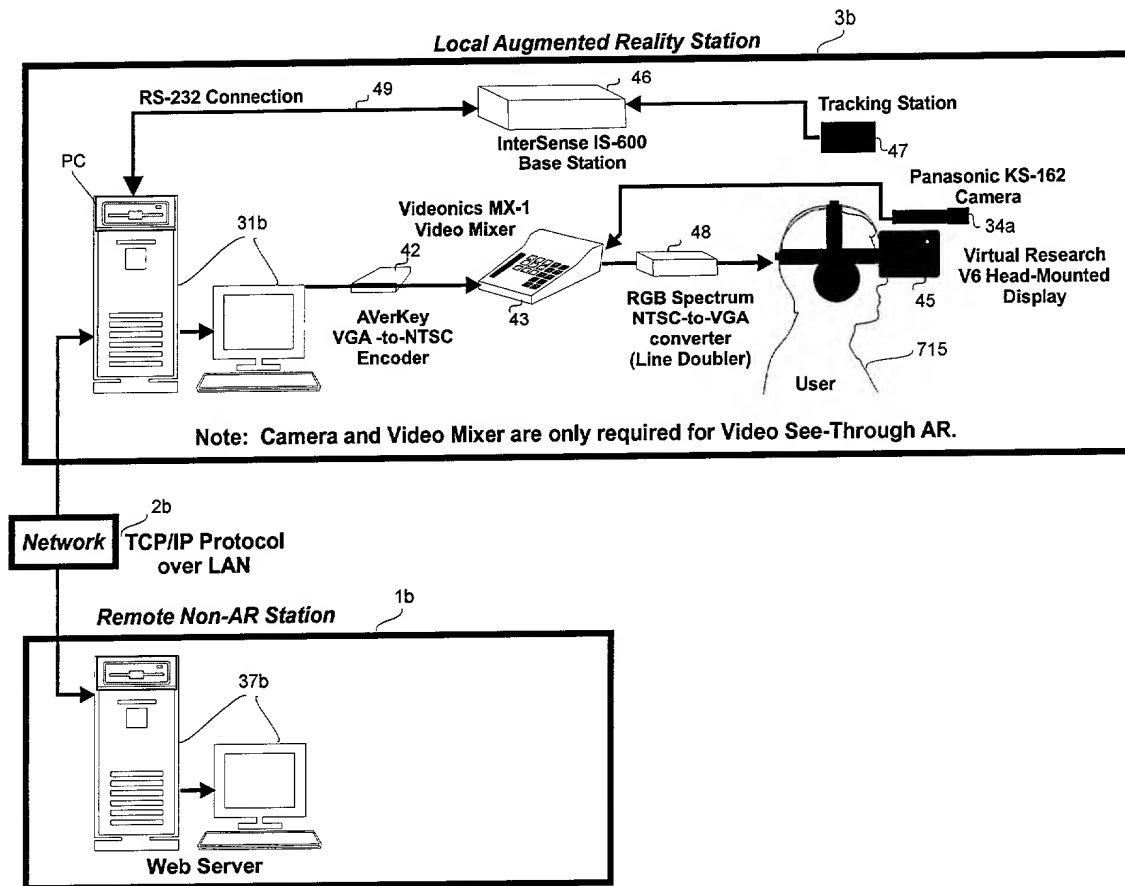 3b
Local Augmented Reality Station
46
RS-232 Connection
49
Tracking Station
InterSense IS-600
Base Station
47
PC
Panasonic KS-162
Camera
Videonics MX-1
Video Mixer
34a
31b
48
42
Virtual Research
V6 Head-Mounted
Display
45
43
RGB Spectrum
NTSC-to-VGA
converter
(Line Doubler)
AVerKey
VGA -to-NTSC
Encoder
715
User
Note: Camera and Video Mixer are only required for Video See-Through AR.
2b
Network
TCP/IP Protocol
over LAN
1b
Remote Non-AR Station
37b
Web Server